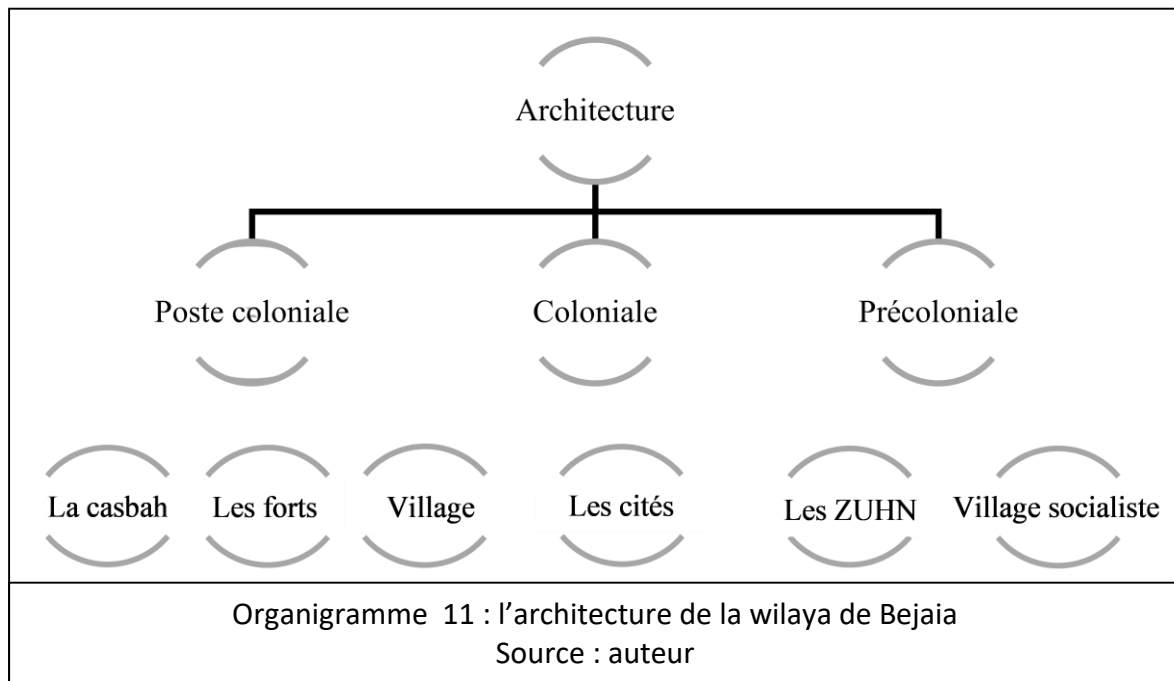 Architecture
Poste coloniale
Coloniale
Précoloniale
La casbah
Les forts
Village
Les cités
Les ZUHN
Village socialiste
Organigramme 11 : l’architecture de la wilaya de Bejaia
Source : auteur